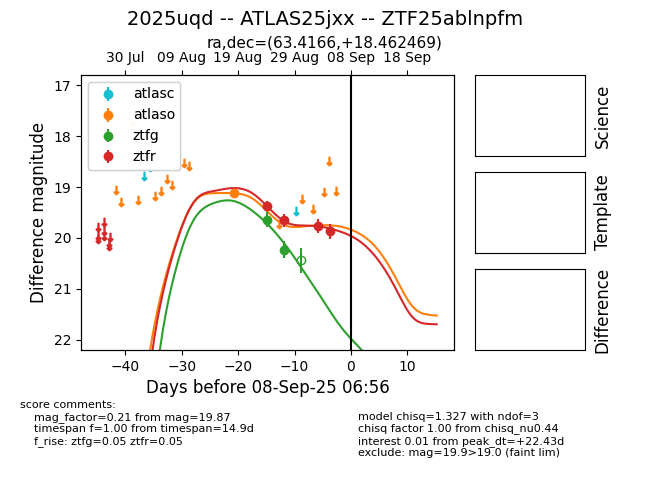 2025uqd -- ATLAS25jxx -- ZTF25ablnpfm
ra,dec=(63.4166,+18.462469)
30 Jul 09 Aug 19 Aug 29 Aug 08 Sep 18 Sep
17
18
19
20
21
22
Difference magnitude
atlasc
atlaso
ztfg
ztfr
−40 −30 −20 −10 0 10
Days before 08-Sep-25 06:56
Science
Template
Difference
score comments:
mag_factor=0.21 from mag=19.87
timespan f=1.00 from timespan=14.9d
f_rise: ztfg=0.05 ztfr=0.05
model chisq=1.327 with ndof=3
chisq factor 1.00 from chisq_nu0.44
interest 0.01 from peak_dt=+22.43d
exclude: mag=19.9>19.0 (faint lim)